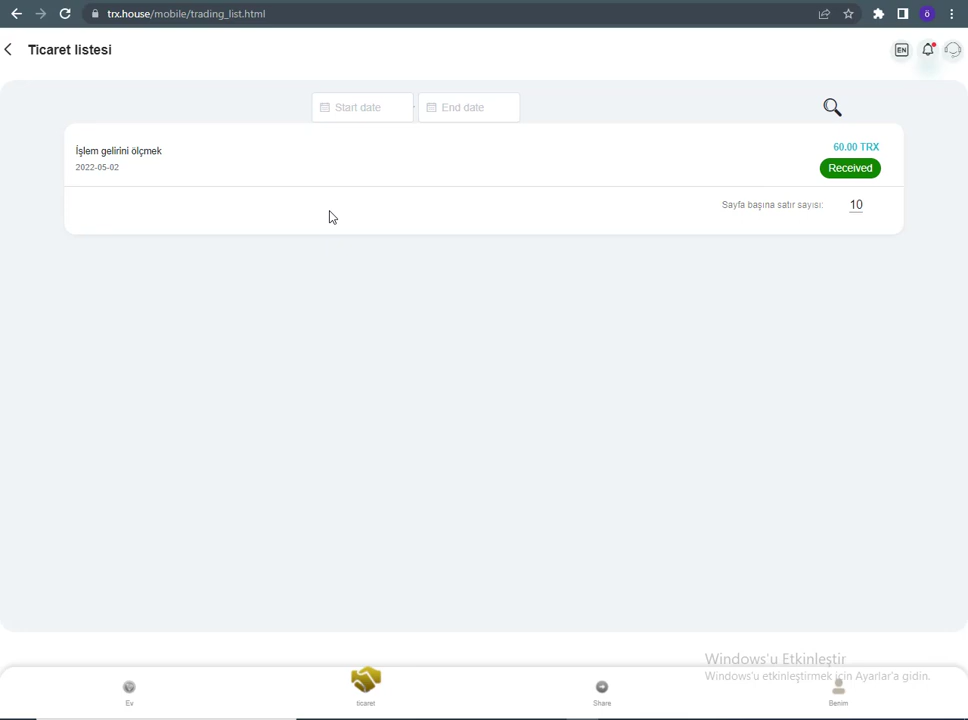 trx.house/mobile/trading_list.html
ö
Ticaret listesi
EN
Start date - End date
İşlem gelirini ölçmek
60.00 TRX
2022-05-02
Received
Sayfa başına satır sayısı: 10
Windows'u Etkinleştir
Windows'u etkinleştirmek için Ayarlar'a gidin.
Ev
ticaret
Share
Benim